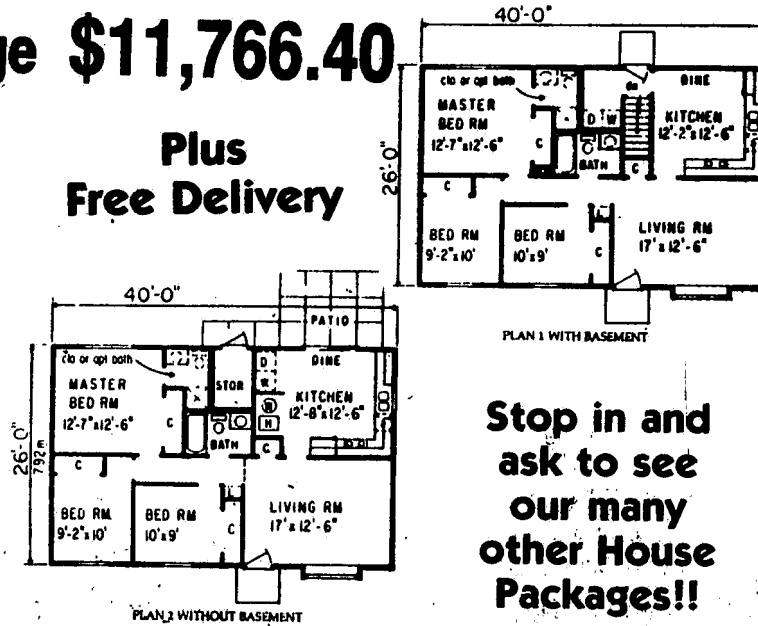 ge $11,766.40
Plus
Free Delivery
40'-0"
26'-0"
clo or opt bath
MASTER
BED RM
12'-7"x12'-6"
C
D W
BATH
dn
DINE
KITCHEN
12'-2"x12'-6"
C
C
BED RM
9'-2"x10'
BED RM
10'x9'
L
C
LIVING RM
17'x12'-6"
PLAN 1 WITH BASEMENT
40'-0"
26'-0"
792
PATIO
clo or opt bath
MASTER
BED RM
12'-7"x12'-6"
C
STOR
D
W
BATH
H
C
DINE
KITCHEN
12'-8"x12'-6"
C
BED RM
9'-2"x10'
BED RM
10'x9'
L
C
LIVING RM
17'x12'-6"
PLAN 2 WITHOUT BASEMENT
Stop in and
ask to see
our many
other House
Packages!!